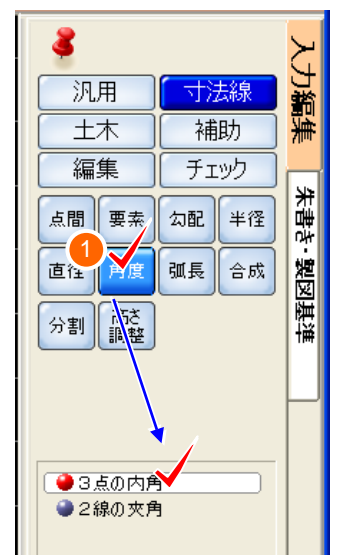 入力編集
朱書き・製図基準
汎用 寸法線
土木 補助
編集 チェック
点間 要素 勾配 半径
1
直径 角度 弧長 合成
分割 高さ調整
3点の内角
2線の夾角